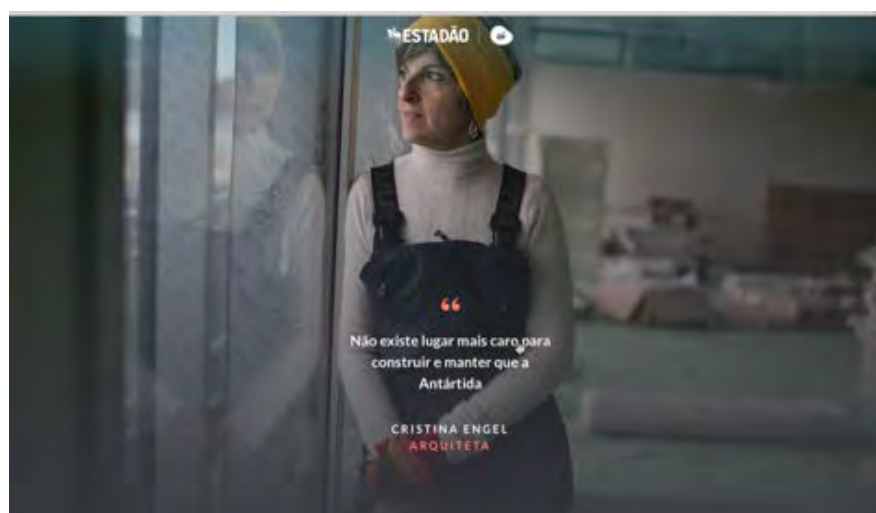 ESTADÃO
“
Não existe lugar mais caro para
construir e manter que a
Antártida
CRISTINA ENGEL
ARQUITETA